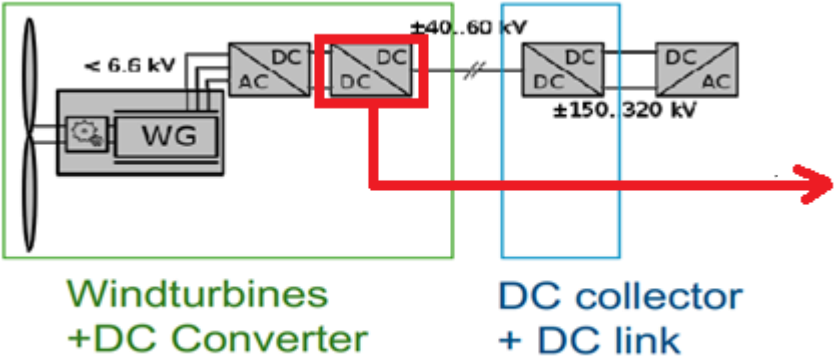 ±40..60 kV
< 6.6 kV
DC
AC
DC
DC
DC
DC
DC
AC
±150..320 kV
WG
Windturbines
+DC Converter
DC collector
+ DC link